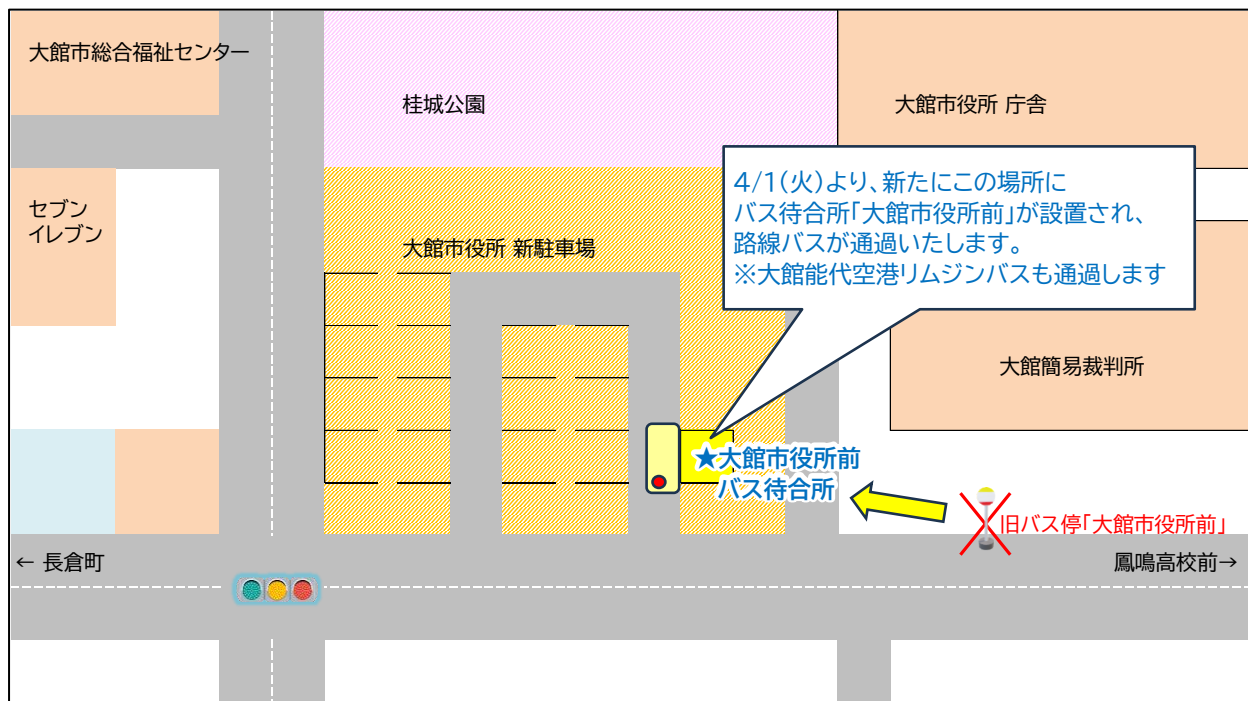 大館市総合福祉センター
桂城公園
大館市役所 庁舎
セブン
イレブン
4/1(火)より、新たにこの場所に
バス待合所「大館市役所前」が設置され、
路線バスが通過いたします。
※大館能代空港リムジンバスも通過します
大館市役所 新駐車場
大館簡易裁判所
★大館市役所前
バス待合所
旧バス停「大館市役所前」
← 長倉町
鳳鳴高校前→